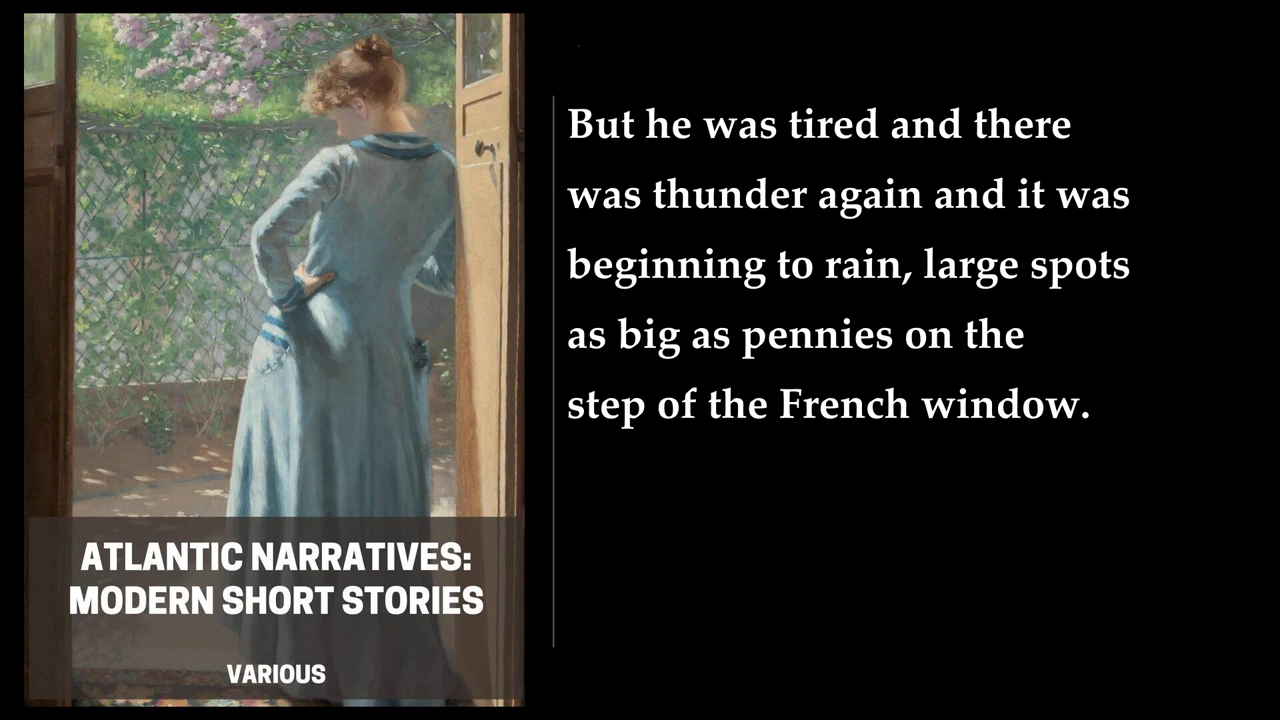 But he was tired and there
was thunder again and it was
beginning to rain, large spots
as big as pennies on the
step of the French window.
ATLANTIC NARRATIVES:
MODERN SHORT STORIES
VARIOUS